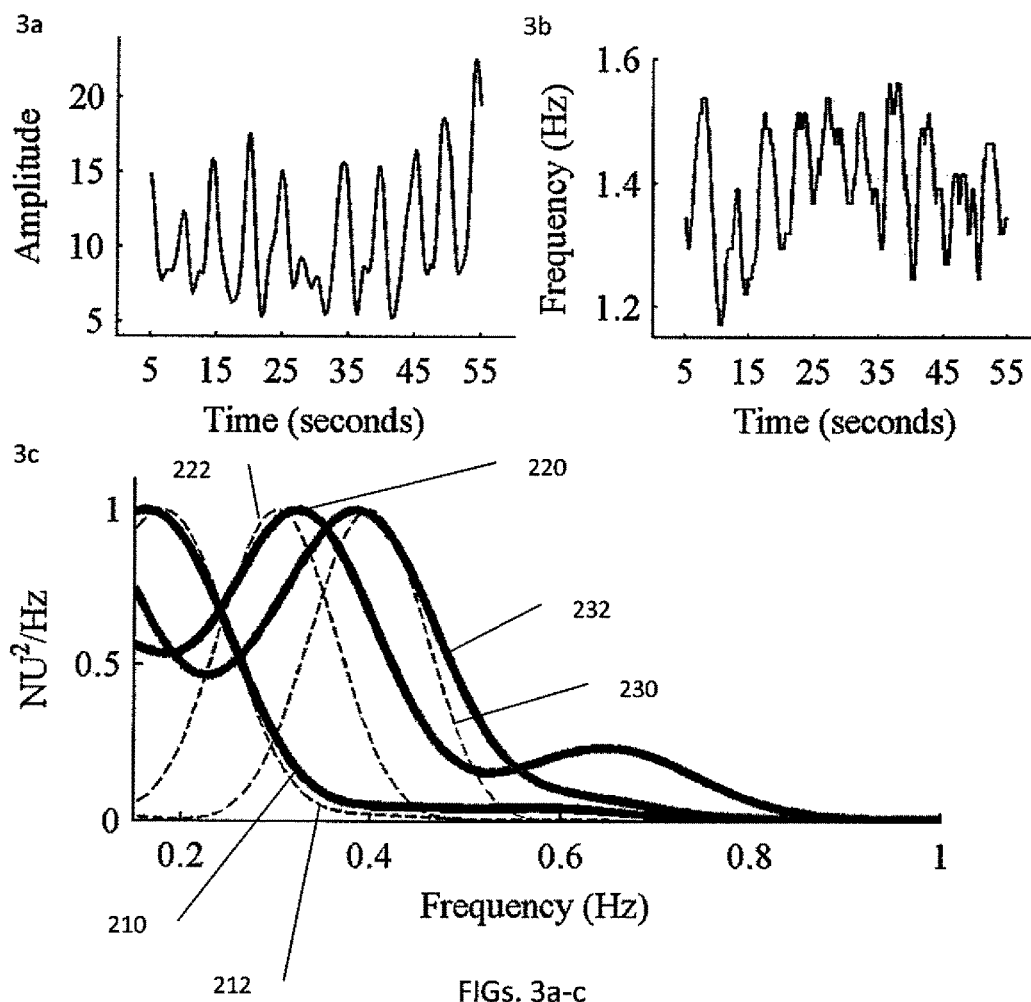 3a
3b
Amplitude
20
15
10
5
5 15 25 35 45 55
Time (seconds)
Frequency (Hz)
1.6
1.4
1.2
5 15 25 35 45 55
Time (seconds)
3c
222
220
232
230
NU²/Hz
1
0.5
0
0.2 0.4 0.6 0.8 1
Frequency (Hz)
210
212
FIGs. 3a-c